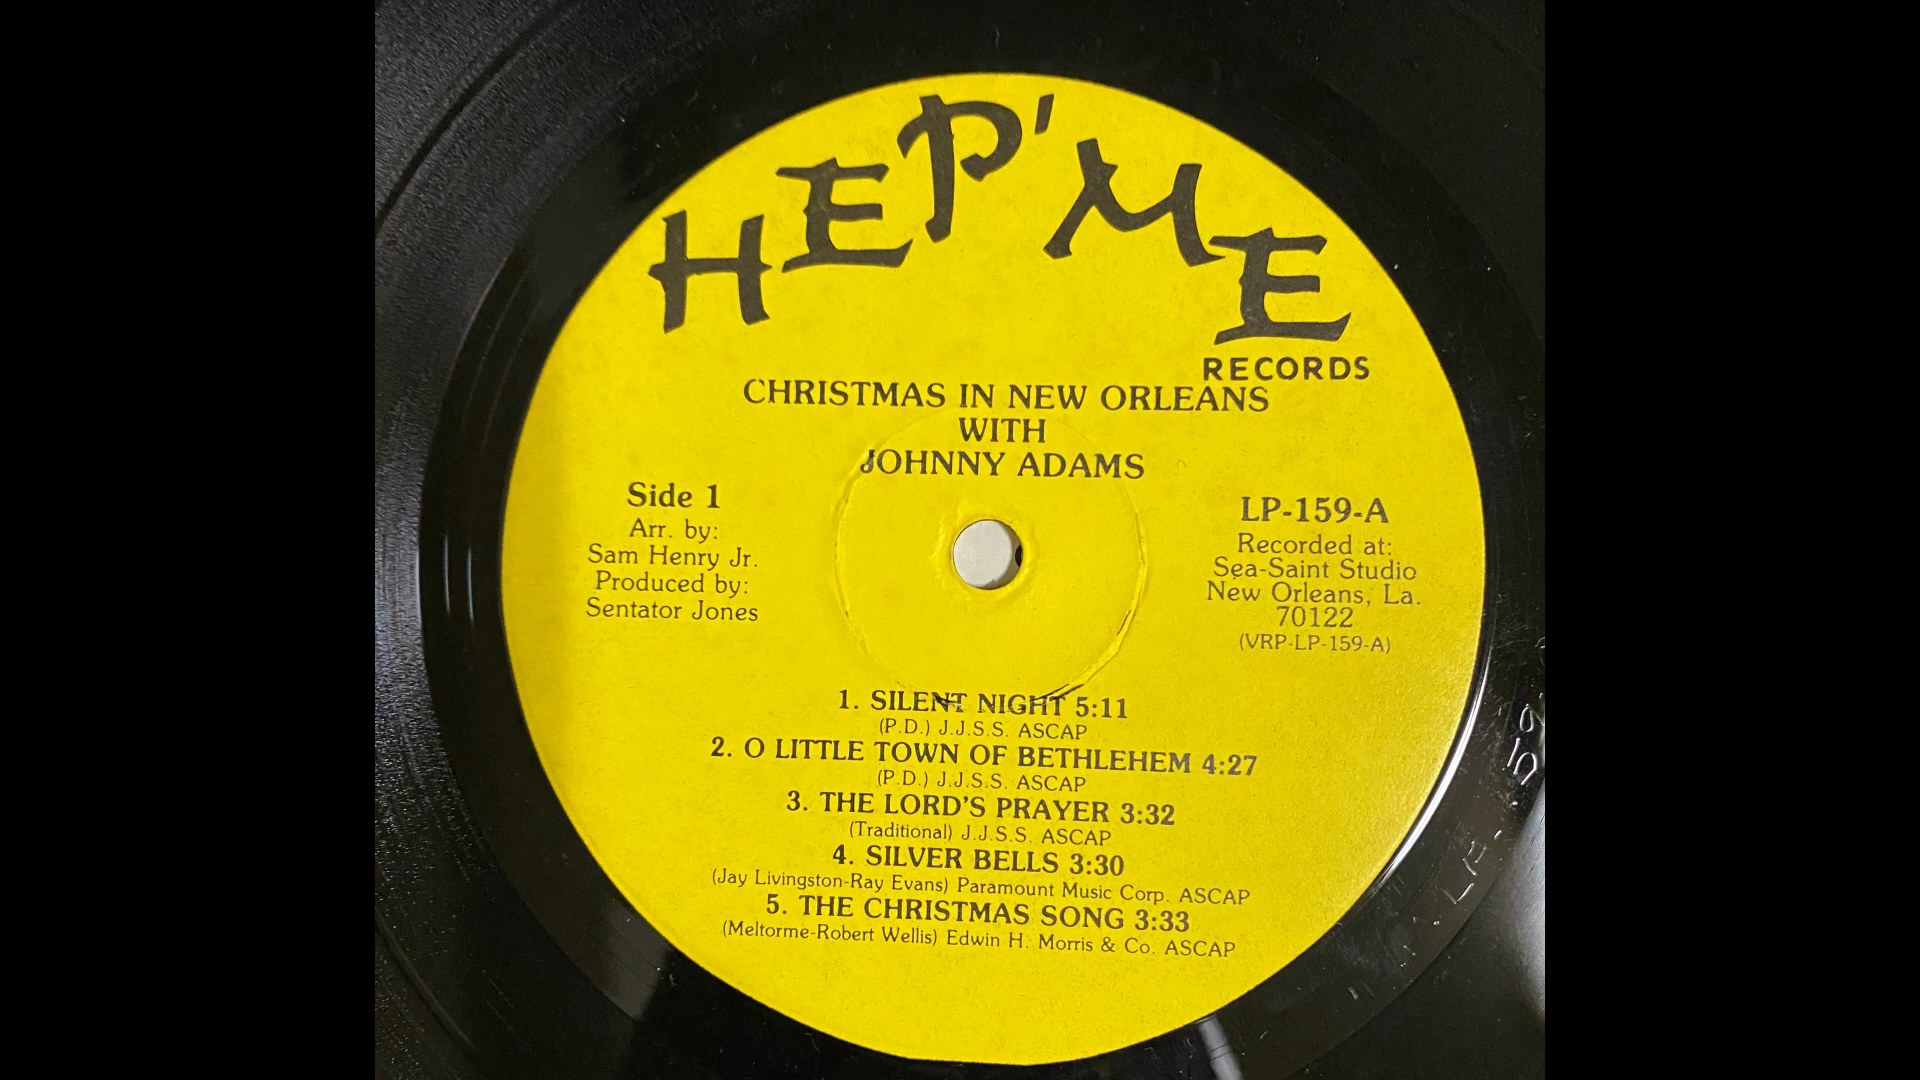 HEP'ME
RECORDS
CHRISTMAS IN NEW ORLEANS
WITH
JOHNNY ADAMS
Side 1
Arr. by:
Sam Henry Jr.
Produced by:
Sentator Jones
LP-159-A
Recorded at:
Sea-Saint Studio
New Orleans, La.
70122
(VRP-LP-159-A)
1. SILENT NIGHT 5:11
(P.D.) J.J.S.S. ASCAP
2. O LITTLE TOWN OF BETHLEHEM 4:27
(P.D.) J.J.S.S. ASCAP
3. THE LORD'S PRAYER 3:32
(Traditional) J.J.S.S. ASCAP
4. SILVER BELLS 3:30
(Jay Livingston-Ray Evans) Paramount Music Corp. ASCAP
5. THE CHRISTMAS SONG 3:33
(Meltorme-Robert Wellis) Edwin H. Morris & Co. ASCAP